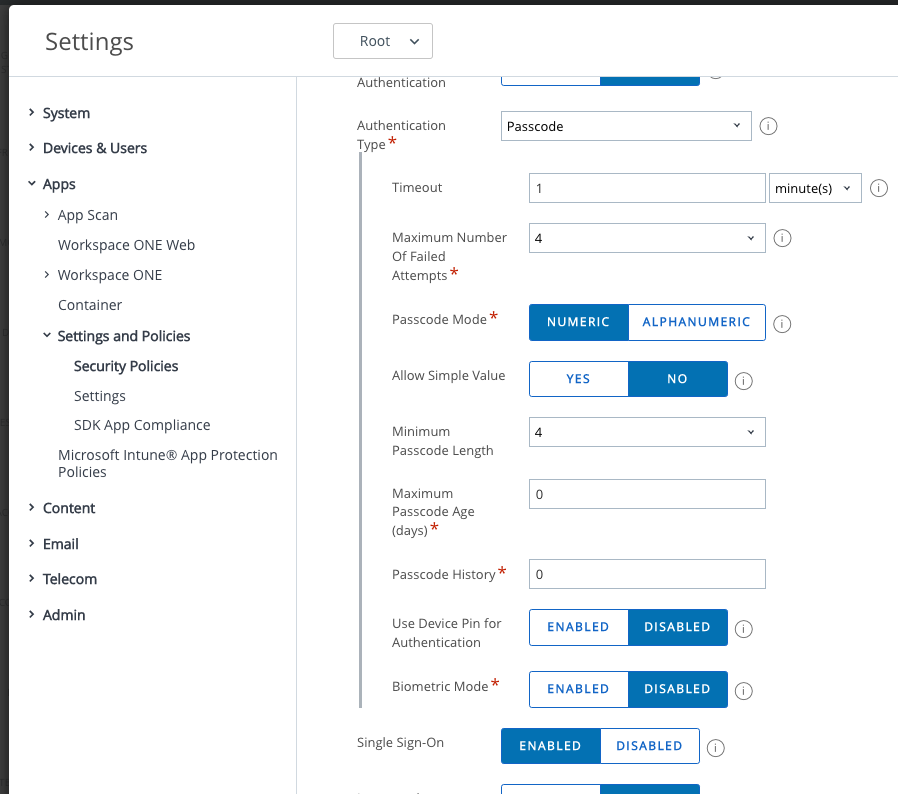 Settings
Root
System
Devices & Users
Apps
App Scan
Workspace ONE Web
Workspace ONE
Container
Settings and Policies
Security Policies
Settings
SDK App Compliance
Microsoft Intune® App Protection
Policies
Content
Email
Telecom
Admin
Authentication
Authentication
Type*
Passcode
Timeout
1
minute(s)
Maximum Number
Of Failed
Attempts*
4
Passcode Mode*
NUMERIC
ALPHANUMERIC
Allow Simple Value
YES
NO
Minimum
Passcode Length
4
Maximum
Passcode Age
(days)*
0
Passcode History*
0
Use Device Pin for
Authentication
ENABLED
DISABLED
Biometric Mode*
ENABLED
DISABLED
Single Sign-On
ENABLED
DISABLED